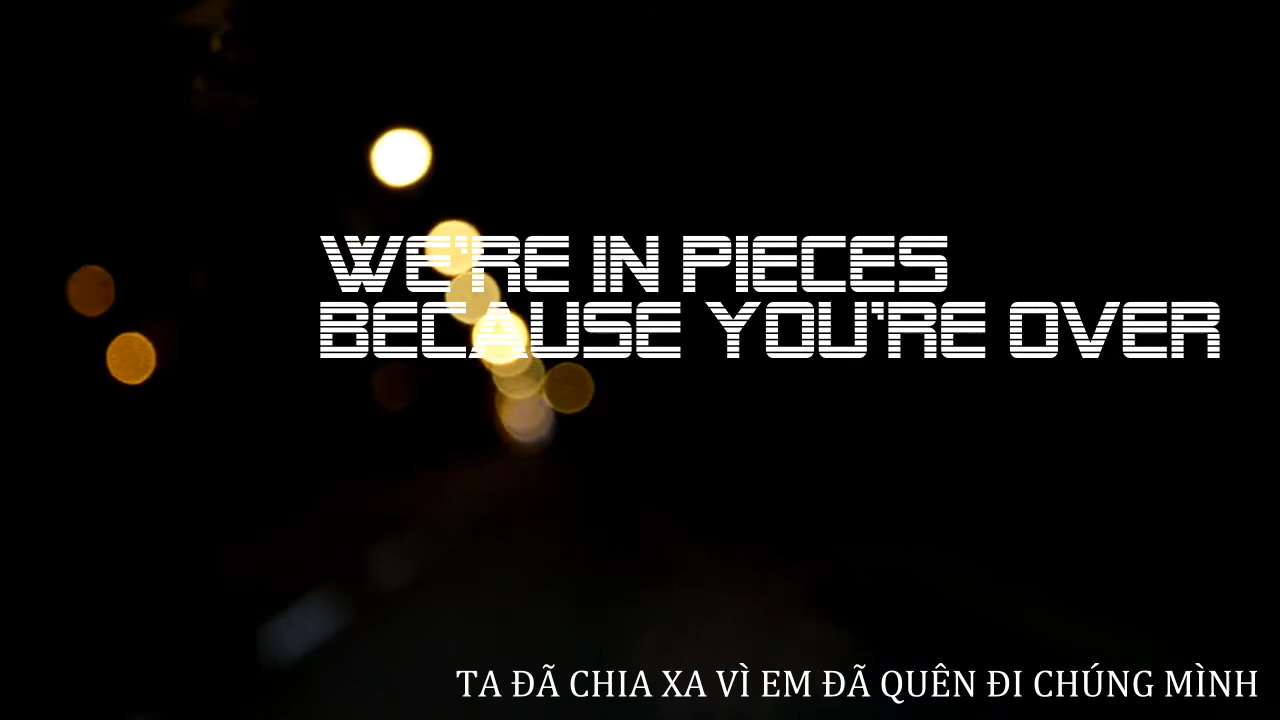 WE'RE IN PIECES
BECAUSE YOU'RE OVER
TA ĐÃ CHIA XA VÌ EM ĐÃ QUÊN ĐI CHÚNG MÌNH